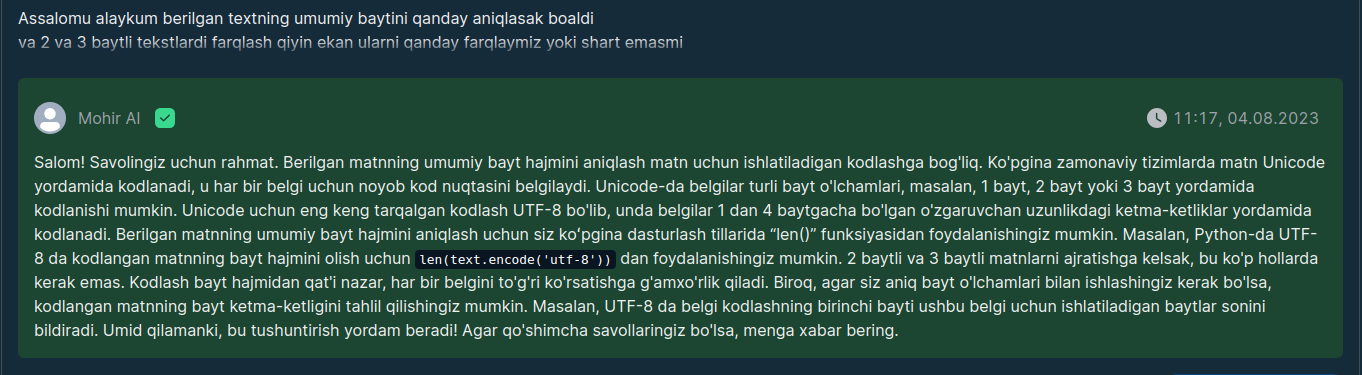 Assalomu alaykum berilgan textning umumiy baytini qanday aniqlasak boaldi
va 2 va 3 baytli tekstlardi farqlash qiyin ekan ularni qanday farqlaymiz yoki shart emasmi
Mohir AI
11:17, 04.08.2023
Salom! Savolingiz uchun rahmat. Berilgan matnning umumiy bayt hajmini aniqlash matn uchun ishlatiladigan kodlashga bog'liq. Ko'pgina zamonaviy tizimlarda matn Unicode
yordamida kodlanadi, u har bir belgi uchun noyob kod nuqtasini belgilaydi. Unicode-da belgilar turli bayt o'lchamlari, masalan, 1 bayt, 2 bayt yoki 3 bayt yordamida
kodlanishi mumkin. Unicode uchun eng keng tarqalgan kodlash UTF-8 bo'lib, unda belgilar 1 dan 4 baytgacha bo'lgan o'zgaruvchan uzunlikdagi ketma-ketliklar yordamida
kodlanadi. Berilgan matnning umumiy bayt hajmini aniqlash uchun siz koʻpgina dasturlash tillarida “len()” funksiyasidan foydalanishingiz mumkin. Masalan, Python-da UTF-
8 da kodlangan matnning bayt hajmini olish uchun len(text.encode('utf-8')) dan foydalanishingiz mumkin. 2 baytli va 3 baytli matnlarni ajratishga kelsak, bu ko'p hollarda
kerak emas. Kodlash bayt hajmidan qat'i nazar, har bir belgini to'g'ri ko'rsatishga g'amxo'rlik qiladi. Biroq, agar siz aniq bayt o'lchamlari bilan ishlashingiz kerak bo'lsa,
kodlangan matnning bayt ketma-ketligini tahlil qilishingiz mumkin. Masalan, UTF-8 da belgi kodlashning birinchi bayti ushbu belgi uchun ishlatiladigan baytlar sonini
bildiradi. Umid qilamanki, bu tushuntirish yordam beradi! Agar qo'shimcha savollaringiz bo'lsa, menga xabar bering.